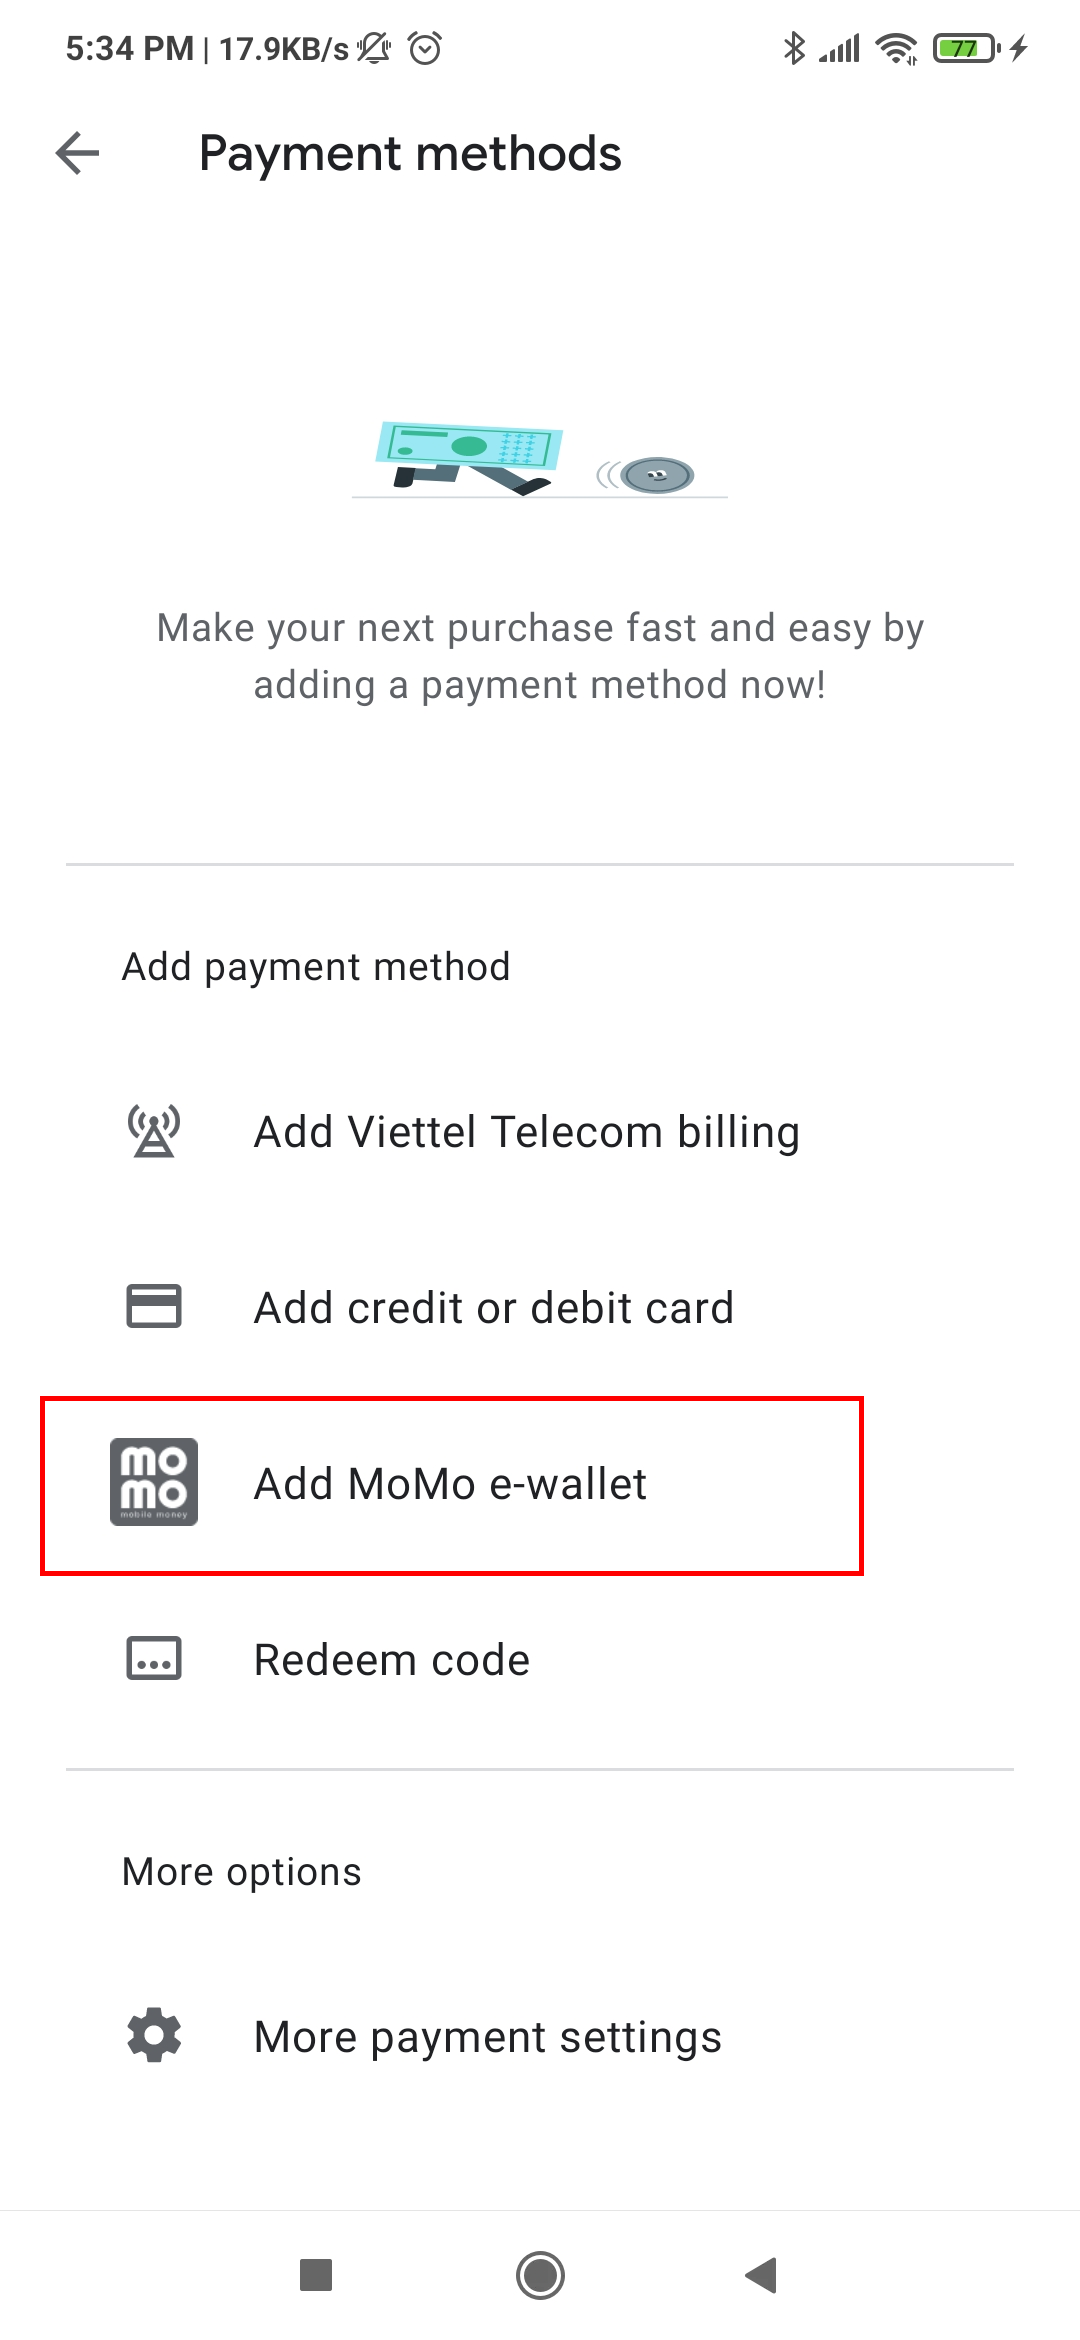 5:34 PM | 17.9KB/s
77
Payment methods
Make your next purchase fast and easy by
adding a payment method now!
Add payment method
Add Viettel Telecom billing
Add credit or debit card
mo
mo
mobile money
Add MoMo e-wallet
Redeem code
More options
More payment settings